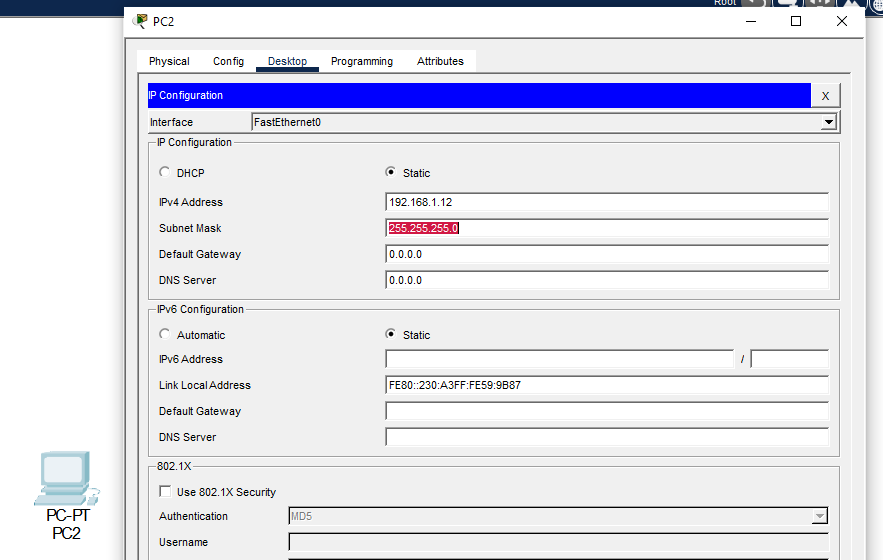 Root
PC2
Physical Config Desktop Programming Attributes
IP Configuration X
Interface FastEthernet0
IP Configuration
DHCP Static
IPv4 Address 192.168.1.12
Subnet Mask 255.255.255.0
Default Gateway 0.0.0.0
DNS Server 0.0.0.0
IPv6 Configuration
Automatic Static
IPv6 Address /
Link Local Address FE80::230:A3FF:FE59:9B87
Default Gateway
DNS Server
802.1X
Use 802.1X Security
Authentication MD5
Username
PC-PT
PC2